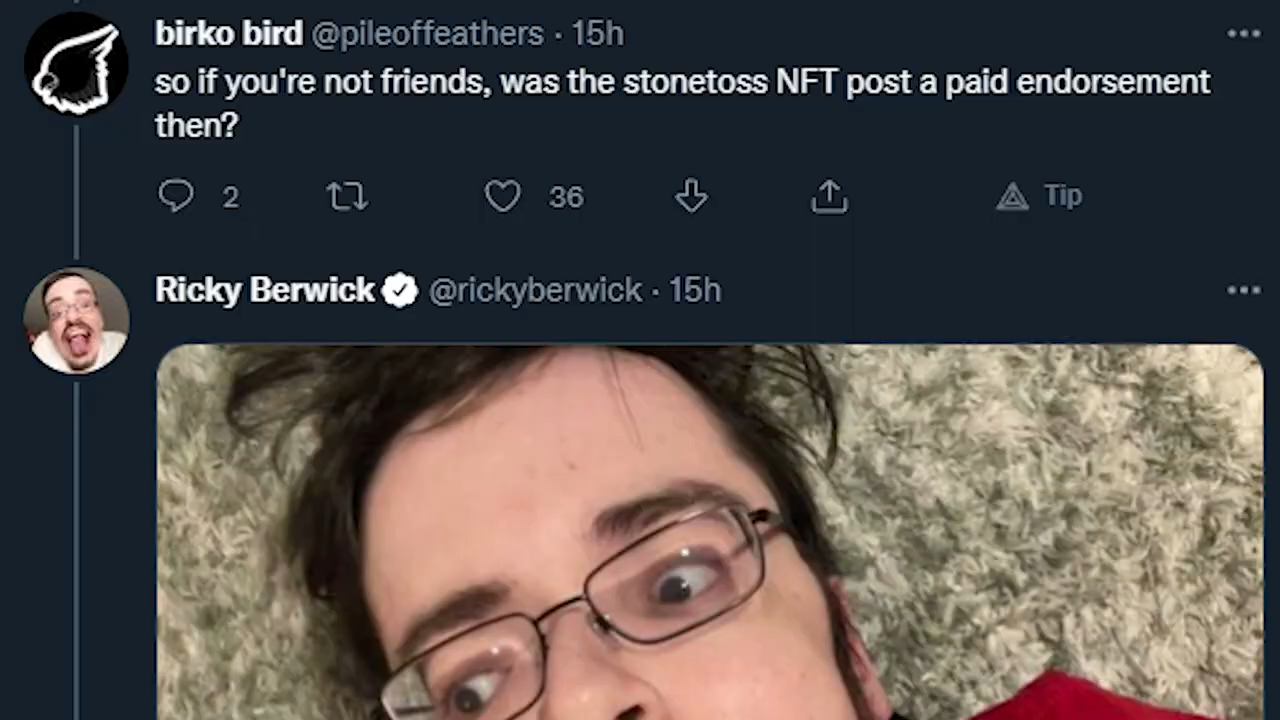 birko bird @pileoffeathers · 15h
so if you're not friends, was the stonetoss NFT post a paid endorsement
then?
2 36 Tip
Ricky Berwick @rickyberwick · 15h